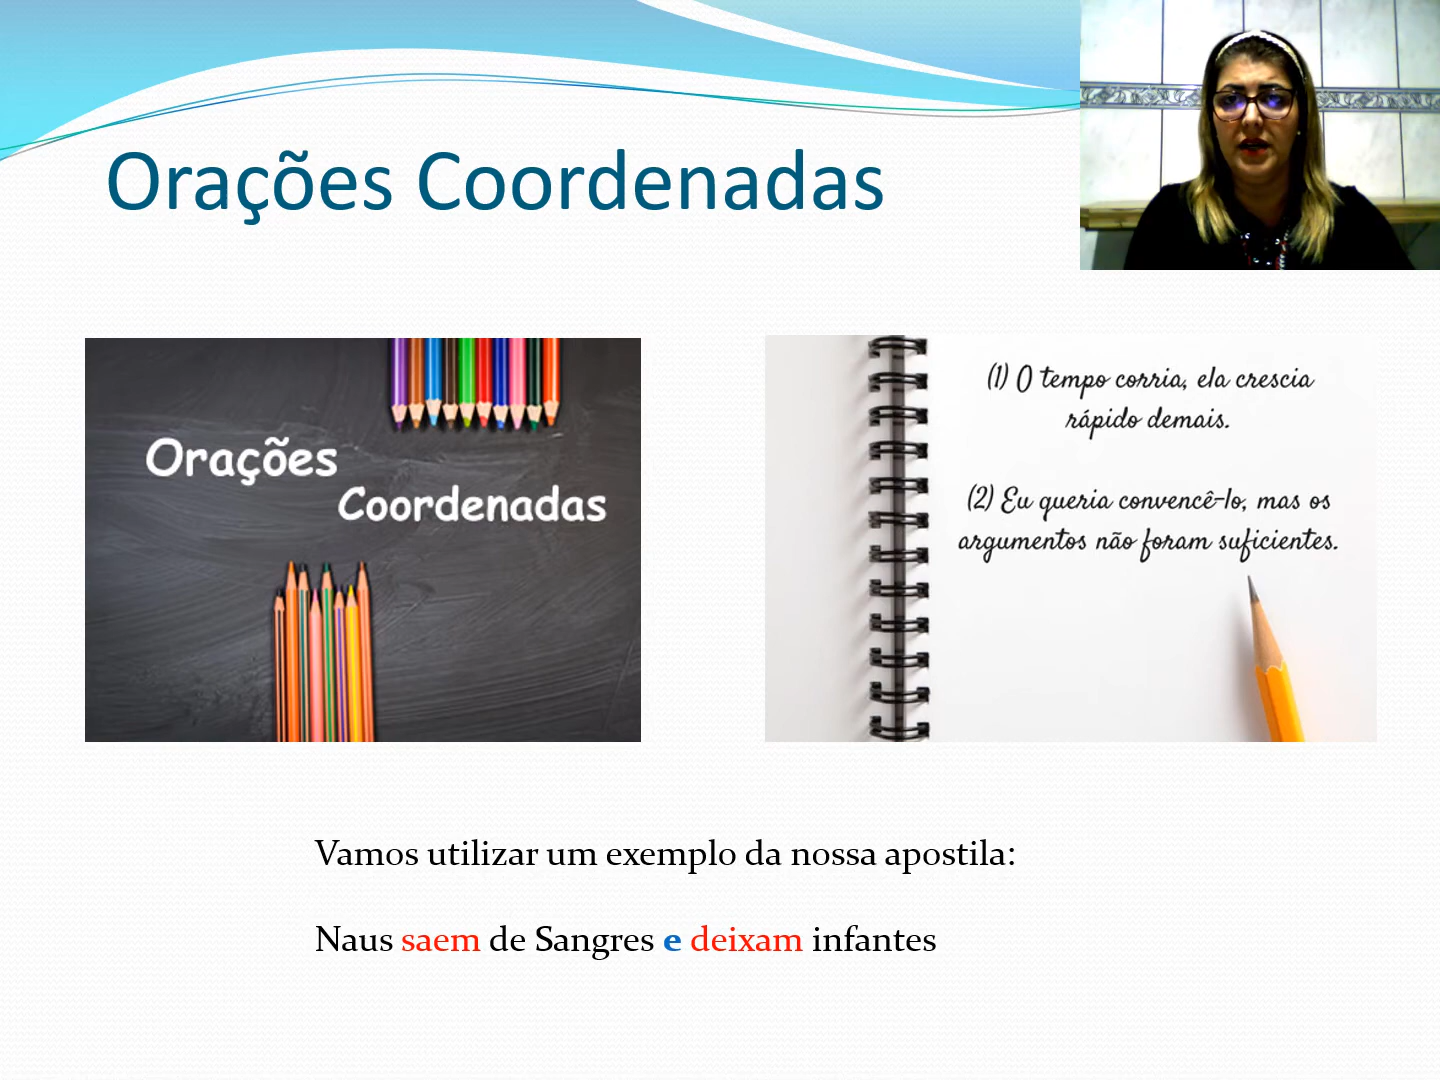 Orações Coordenadas
Orações
Coordenadas
(1) O tempo corria, ela crescia
rápido demais.
(2) Eu queria convencê-lo, mas os
argumentos não foram suficientes.
Vamos utilizar um exemplo da nossa apostila:
Naus saem de Sangres e deixam infantes